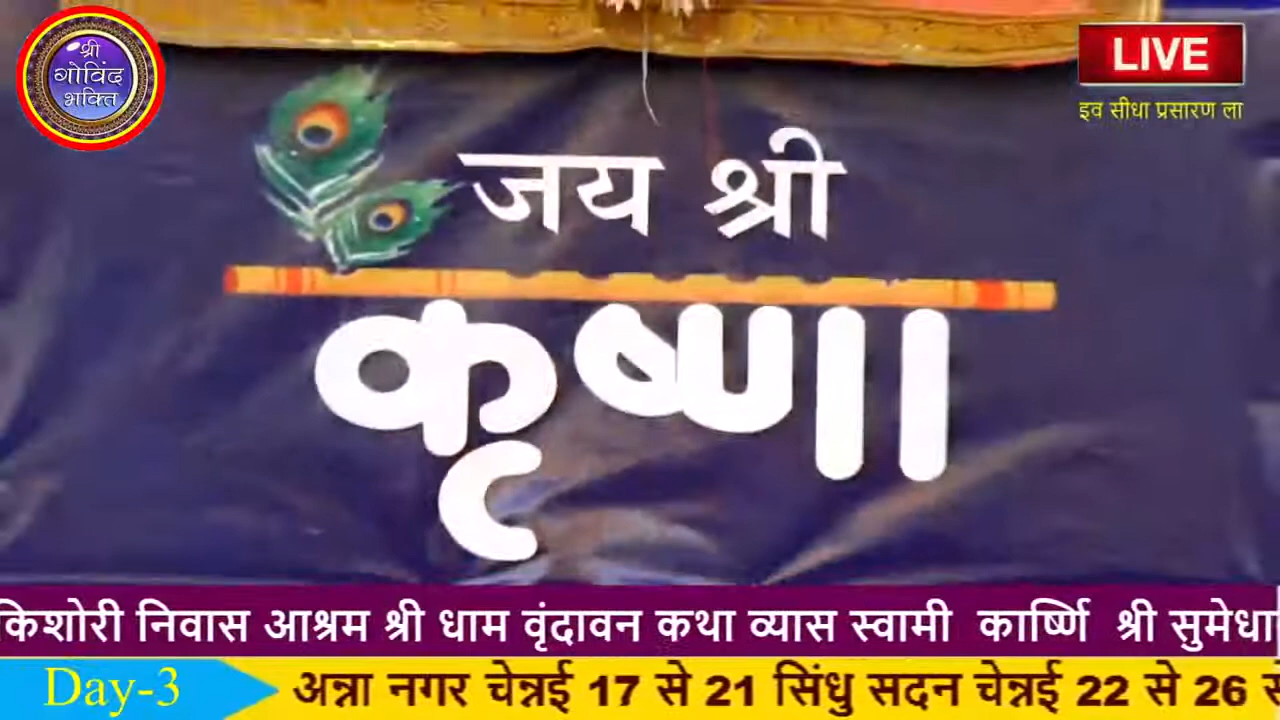 श्री
गोविंद
भक्ति
LIVE
इव सीधा प्रसारण ला
जय श्री
कृष्णा
किशोरी निवास आश्रम श्री धाम वृंदावन कथा व्यास स्वामी कार्ष्णि श्री सुमेधा
Day-3
अन्ना नगर चेन्नई 17 से 21 सिंधु सदन चेन्नई 22 से 26